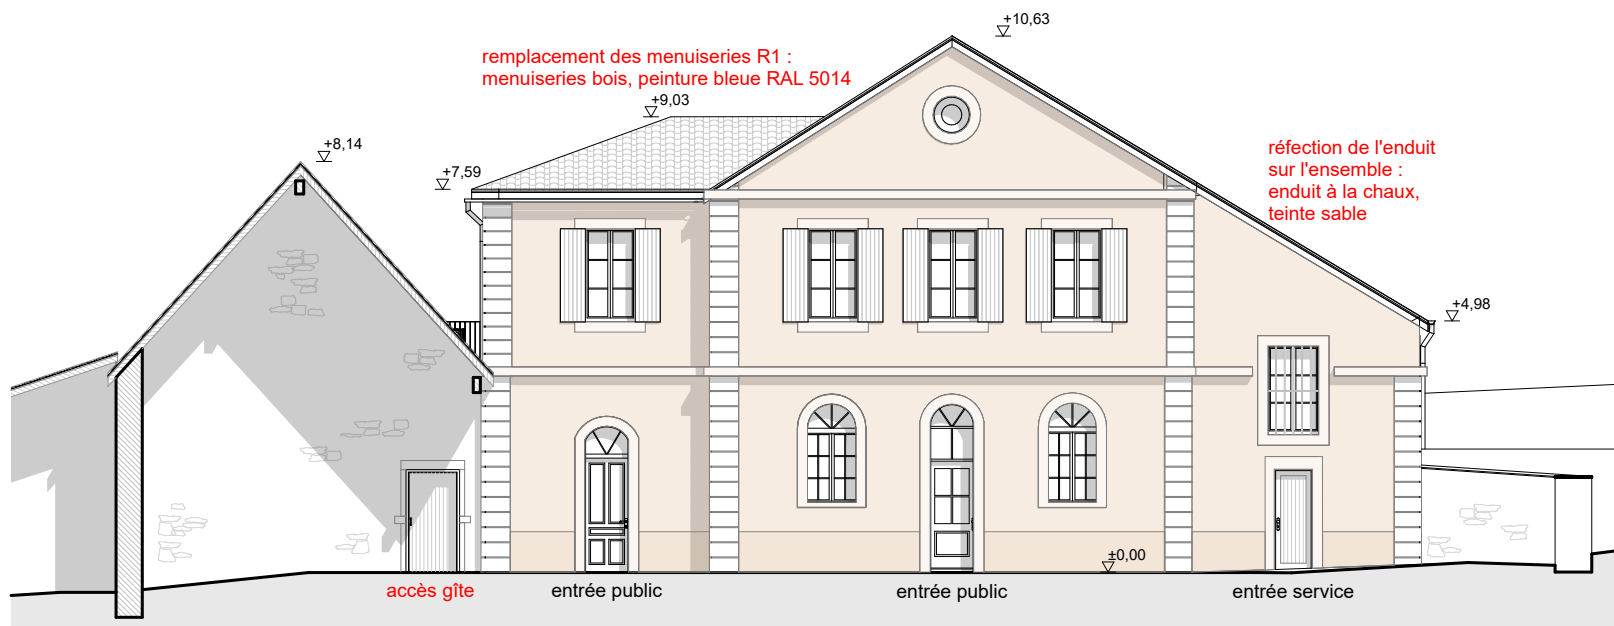 +10,63
remplacement des menuiseries R1 :
menuiseries bois, peinture bleue RAL 5014
+9,03
+8,14
+7,59
réfection de l'enduit
sur l'ensemble :
enduit à la chaux,
teinte sable
+4,98
±0,00
accès gîte
entrée public
entrée public
entrée service